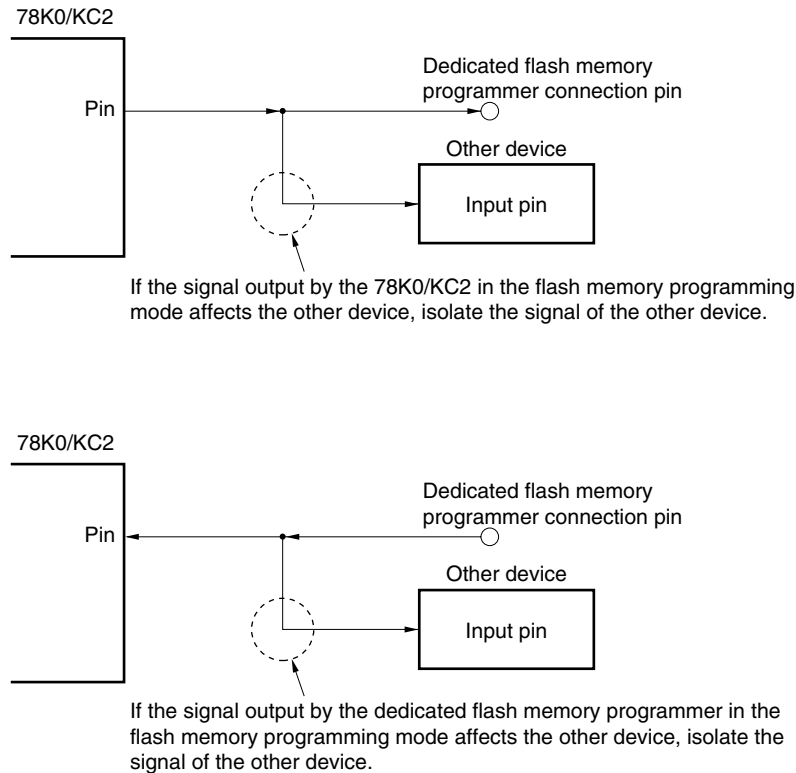 78K0/KC2
Pin
Dedicated flash memory
programmer connection pin
Other device
Input pin
If the signal output by the 78K0/KC2 in the flash memory programming
mode affects the other device, isolate the signal of the other device.
78K0/KC2
Pin
Dedicated flash memory
programmer connection pin
Other device
Input pin
If the signal output by the dedicated flash memory programmer in the
flash memory programming mode affects the other device, isolate the
signal of the other device.